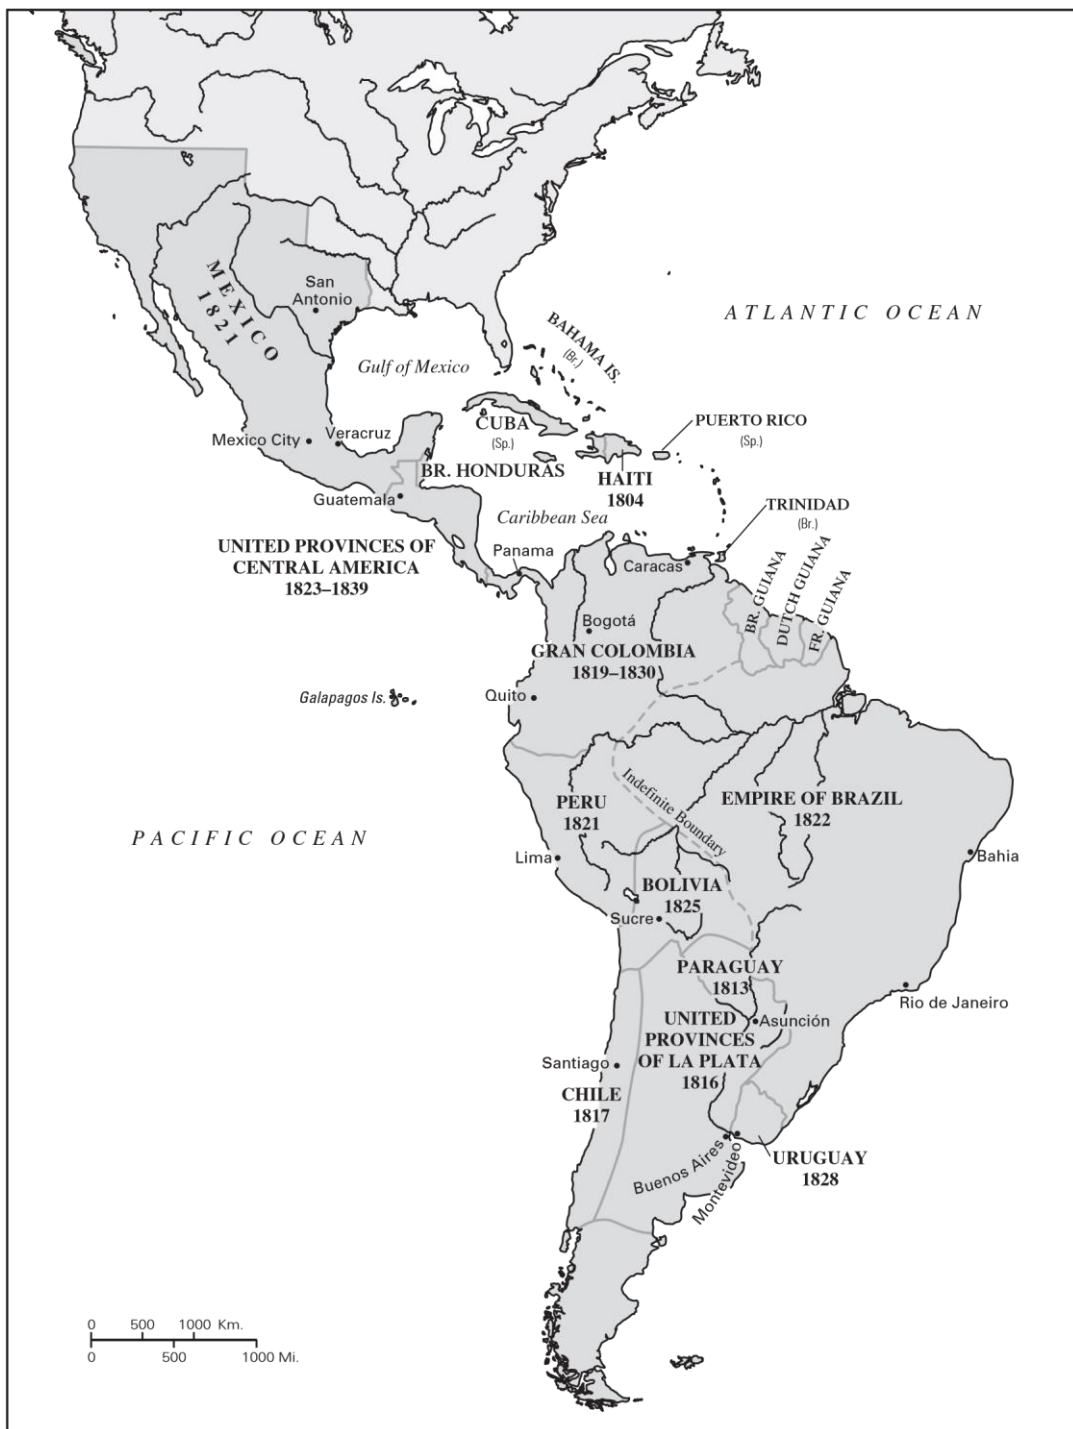 MEXICO
1821
San
Antonio
ATLANTIC OCEAN
BAHAMA IS.
(Br.)
Gulf of Mexico
CUBA
(Sp.)
PUERTO RICO
(Sp.)
Mexico City
Veracruz
BR. HONDURAS
HAITI
1804
Guatemala
Caribbean Sea
TRINIDAD
(Br.)
UNITED PROVINCES OF
CENTRAL AMERICA
1823–1839
Panama
Caracas
BR. GUIANA
DUTCH GUIANA
FR. GUIANA
Bogotá
GRAN COLOMBIA
1819–1830
Galapagos Is.
Quito
Indefinite Boundary
PERU
1821
EMPIRE OF BRAZIL
1822
PACIFIC OCEAN
Lima
Bahia
BOLIVIA
1825
Sucre
PARAGUAY
1813
Rio de Janeiro
UNITED
PROVINCES
OF LA PLATA
1816
Asunción
Santiago
CHILE
1817
Buenos Aires
Montevideo
URUGUAY
1828
0 500 1000 Km.
0 500 1000 Mi.